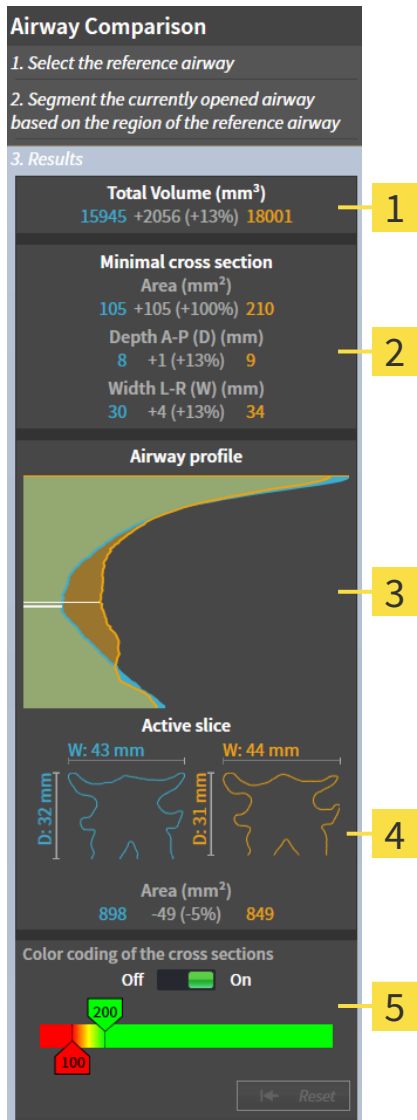 Airway Comparison
1. Select the reference airway
2. Segment the currently opened airway
based on the region of the reference airway
3. Results
Total Volume (mm³)
15945 +2056 (+13%) 18001
1
Minimal cross section
Area (mm²)
105 +105 (+100%) 210
Depth A-P (D) (mm)
8 +1 (+13%) 9
2
Width L-R (W) (mm)
30 +4 (+13%) 34
Airway profile
3
Active slice
W: 43 mm W: 44 mm
D: 32 mm D: 31 mm
4
Area (mm²)
898 -49 (-5%) 849
Color coding of the cross sections
Off On
5
200
100
Reset